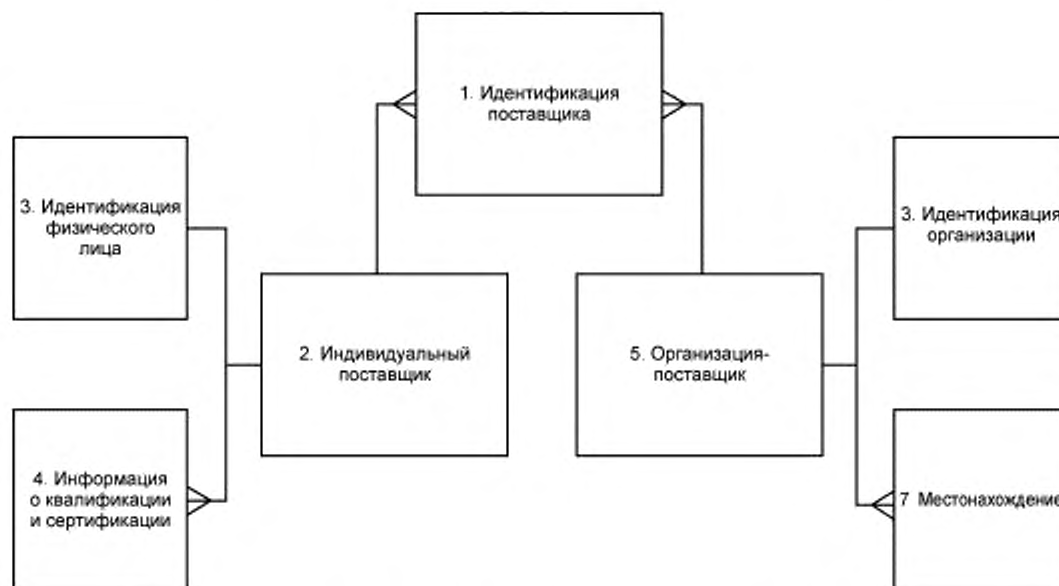 1. Идентификация
поставщика
3. Идентификация
физического
лица
3. Идентификация
организации
2. Индивидуальный
поставщик
5. Организация-
поставщик
4. Информация
о квалификации
и сертификации
7 Местонахождение